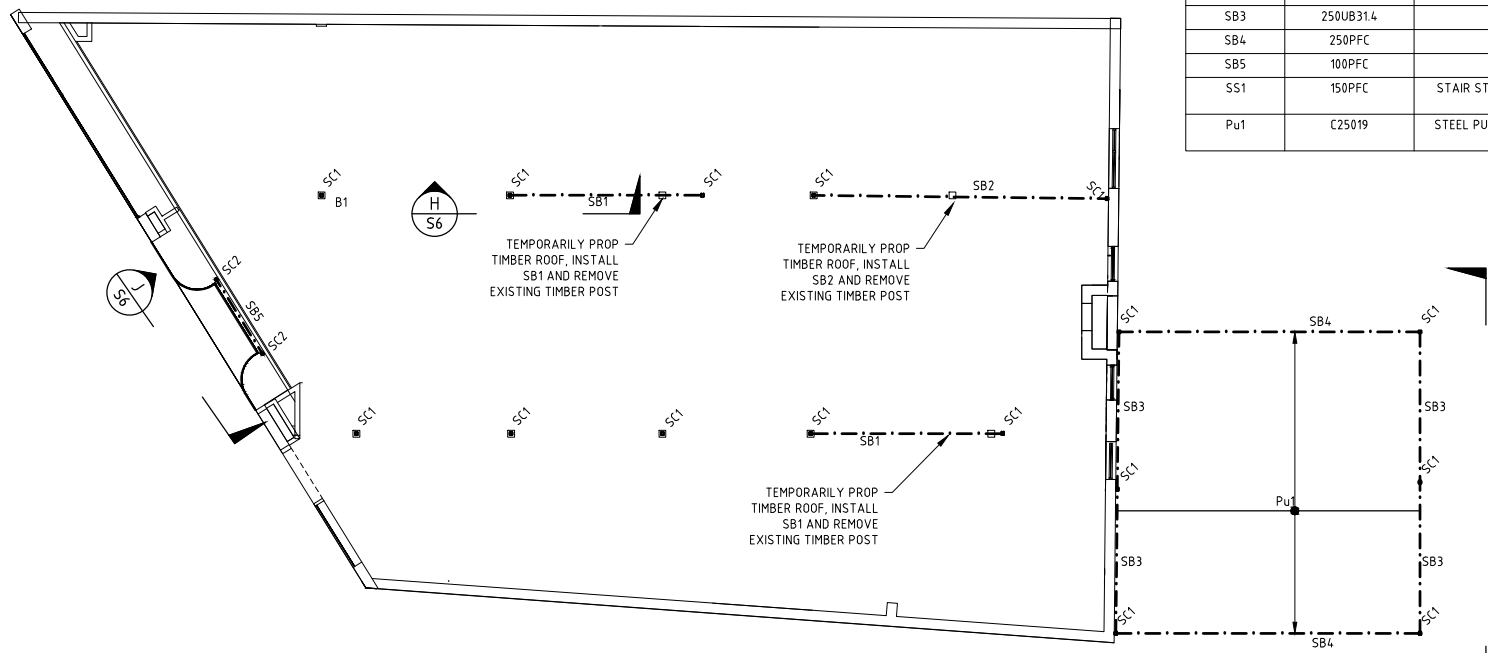 SB3 250UB31.4
SB4 250PFC
SB5 100PFC
SS1 150PFC STAIR ST
Pu1 C25019 STEEL PU
SC1
B1
H
S6
SC1
SB1
SC1
SC1
SB2
SC1
TEMPORARILY PROP
TIMBER ROOF, INSTALL
SB1 AND REMOVE
EXISTING TIMBER POST
TEMPORARILY PROP
TIMBER ROOF, INSTALL
SB2 AND REMOVE
EXISTING TIMBER POST
J
S6
SC2
SB5
SC2
SC1
SB4
SC1
SB3
SB3
SC1
SC1
SC1
SC1
SB1
SC1
SC1
SC1
TEMPORARILY PROP
TIMBER ROOF, INSTALL
SB1 AND REMOVE
EXISTING TIMBER POST
Pu1
SB3
SB3
SC1
SC1
SB4